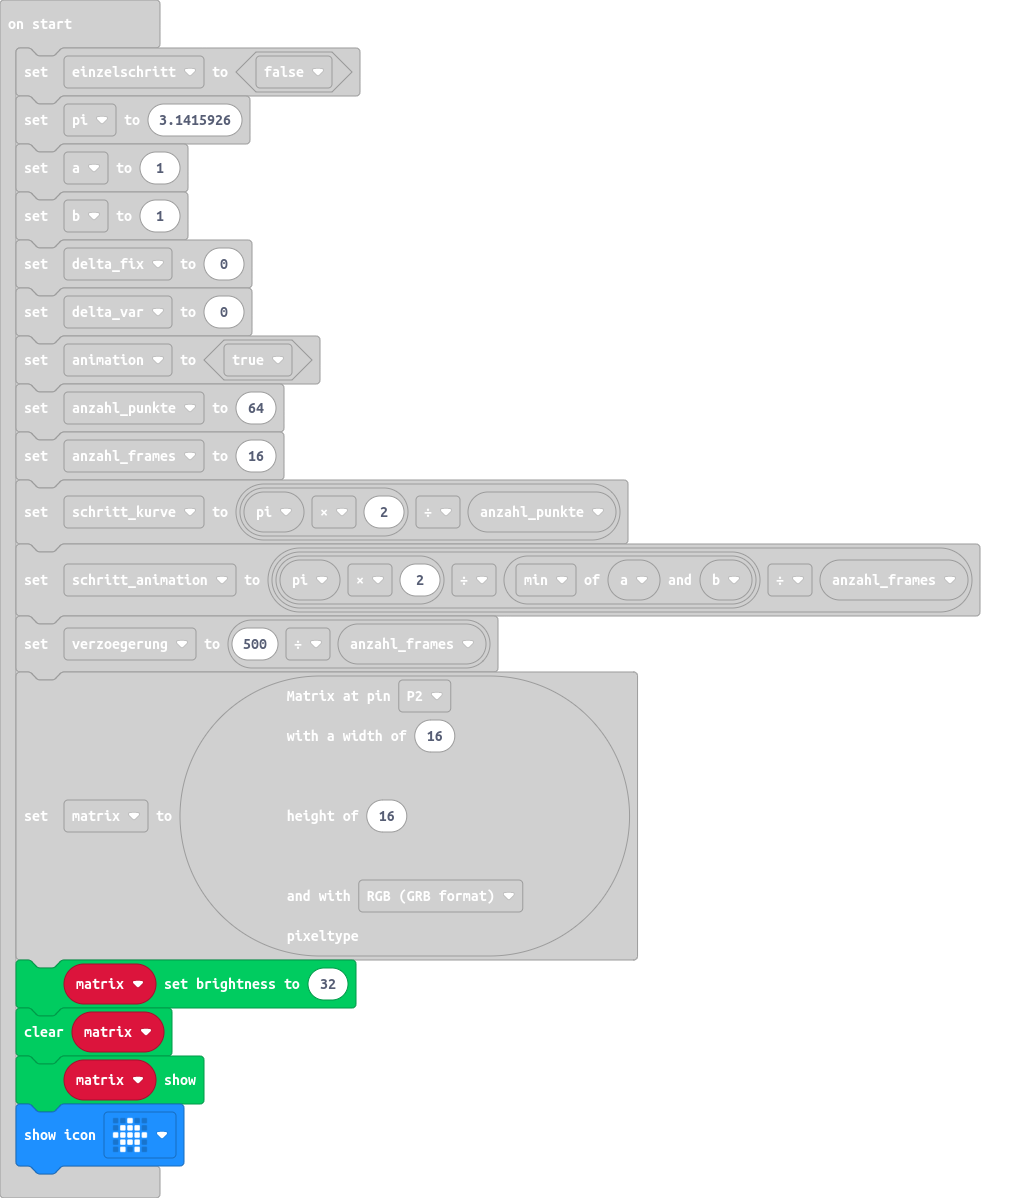 on start
set einzelschritt to false
set pi to 3.1415926
set a to 1
set b to 1
set delta_fix to 0
set delta_var to 0
set animation to true
set anzahl_punkte to 64
set anzahl_frames to 16
set schritt_kurve to pi × 2 ÷ anzahl_punkte
set schritt_animation to pi × 2 ÷ min of a and b ÷ anzahl_frames
set verzoegerung to 500 ÷ anzahl_frames
Matrix at pin P2
with a width of 16
set matrix to height of 16
and with RGB (GRB format)
pixeltype
matrix set brightness to 32
clear matrix
matrix show
show icon